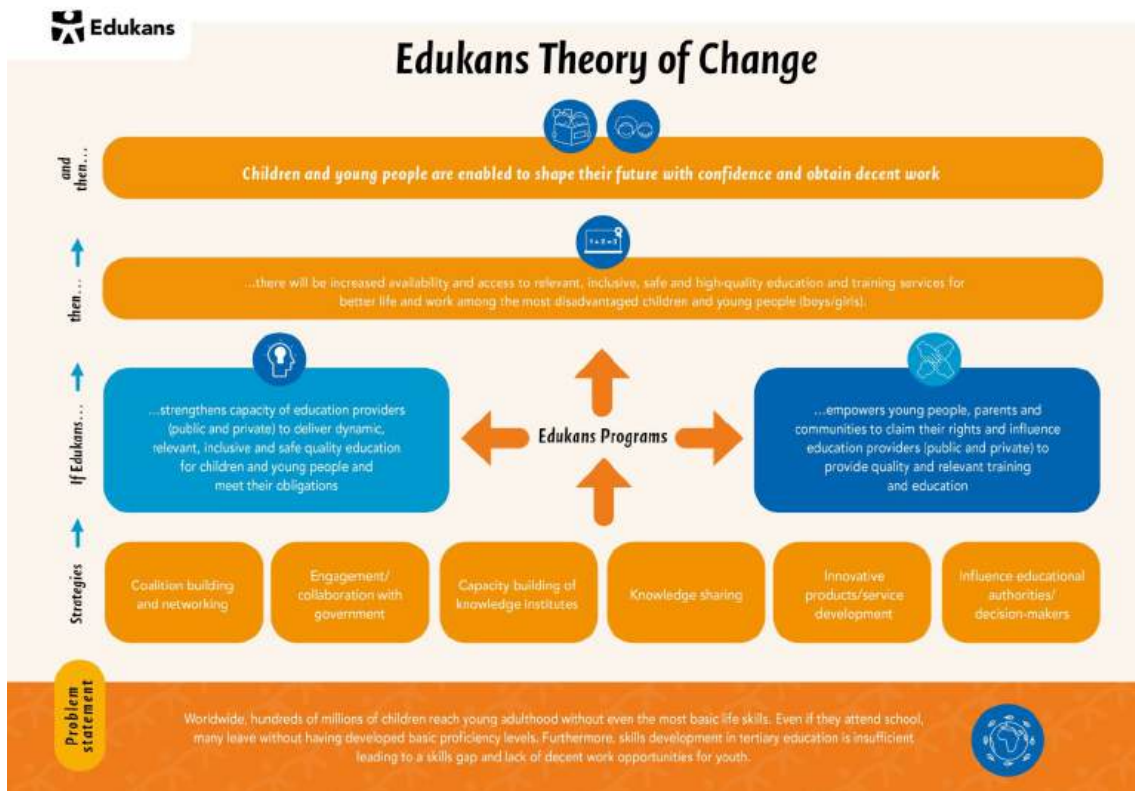 Edukans
Edukans Theory of Change
and
then...
Children and young people are enabled to shape their future with confidence and obtain decent work
then...
1+2=3
...there will be increased availability and access to relevant, inclusive, safe and high-quality education and training services for
better life and work among the most disadvantaged children and young people (boys/girls).
If Edukans...
...strengthens capacity of education providers
(public and private) to deliver dynamic,
relevant, inclusive and safe quality education
for children and young people and
meet their obligations
Edukans Programs
...empowers young people, parents and
communities to claim their rights and influence
education providers (public and private) to
provide quality and relevant training
and education
Strategies
Coalition building
and networking
Engagement/
collaboration with
government
Capacity building of
knowledge institutes
Knowledge sharing
Innovative
products/service
development
Influence educational
authorities/
decision-makers
Problem
statement
Worldwide, hundreds of millions of children reach young adulthood without even the most basic life skills. Even if they attend school,
many leave without having developed basic proficiency levels. Furthermore, skills development in tertiary education is insufficient
leading to a skills gap and lack of decent work opportunities for youth.